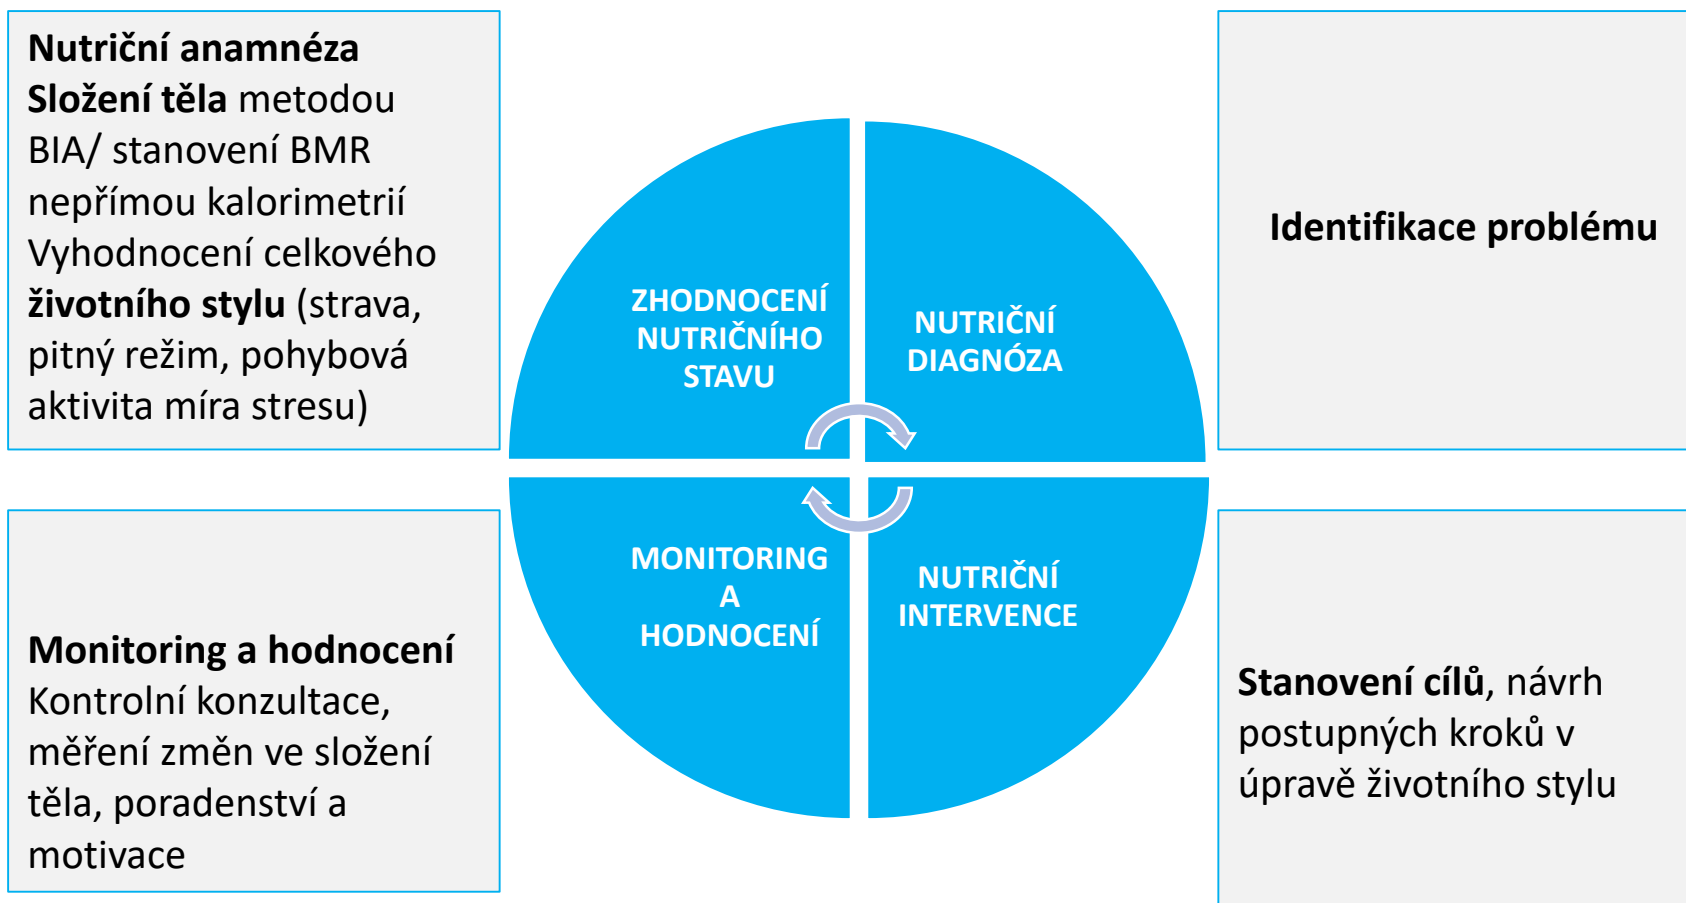 Nutriční anamnéza
Složení těla metodou
BIA/ stanovení BMR
nepřímou kalorimetrií
Vyhodnocení celkového
životního stylu (strava,
pitný režim, pohybová
aktivita míra stresu)
Identifikace problému
ZHODNOCENÍ
NUTRIČNÍHO
STAVU
NUTRIČNÍ
DIAGNÓZA
MONITORING
A
HODNOCENÍ
NUTRIČNÍ
INTERVENCE
Monitoring a hodnocení
Kontrolní konzultace,
měření změn ve složení
těla, poradenství a
motivace
Stanovení cílů, návrh
postupných kroků v
úpravě životního stylu